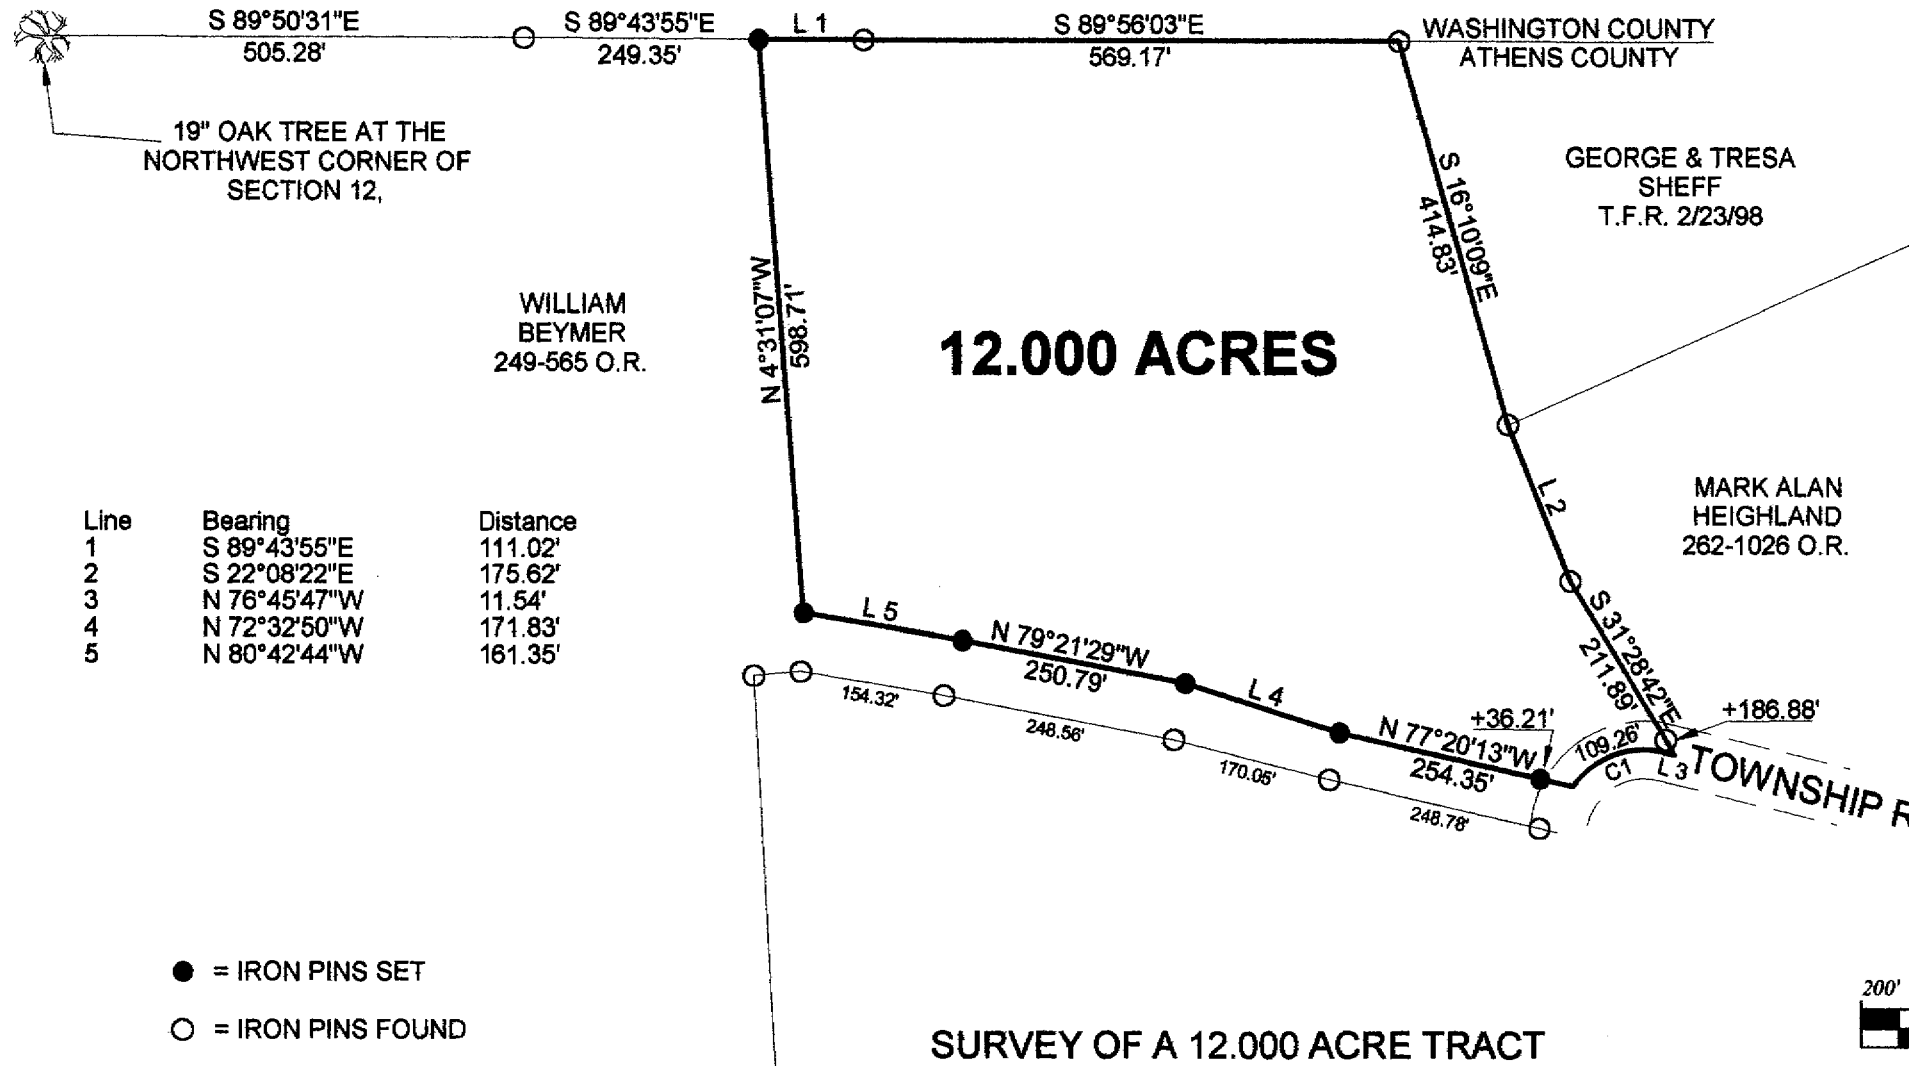 S 89°50'31"E
505.28'
S 89°43'55"E
249.35'
L 1
S 89°56'03"E
569.17'
WASHINGTON COUNTY
ATHENS COUNTY
19" OAK TREE AT THE
NORTHWEST CORNER OF
SECTION 12,
GEORGE & TRESA
SHEFF
T.F.R. 2/23/98
S 16°10'09"E
414.83'
WILLIAM
BEYMER
249-565 O.R.
N 4°31'07"W
598.71'
12.000 ACRES
L 2
MARK ALAN
HEIGHLAND
262-1026 O.R.
Line Bearing Distance
1 S 89°43'55"E 111.02'
2 S 22°08'22"E 175.62'
3 N 76°45'47"W 11.54'
4 N 72°32'50"W 171.83'
5 N 80°42'44"W 161.35'
S 31°28'42"E
211.89'
L 5
N 79°21'29"W
250.79'
L 4
N 77°20'13"W
254.35'
+36.21'
+186.88'
109.26'
C1
L 3
TOWNSHIP R
154.32'
248.56'
170.05'
248.78'
= IRON PINS SET
= IRON PINS FOUND
200'
SURVEY OF A 12.000 ACRE TRACT